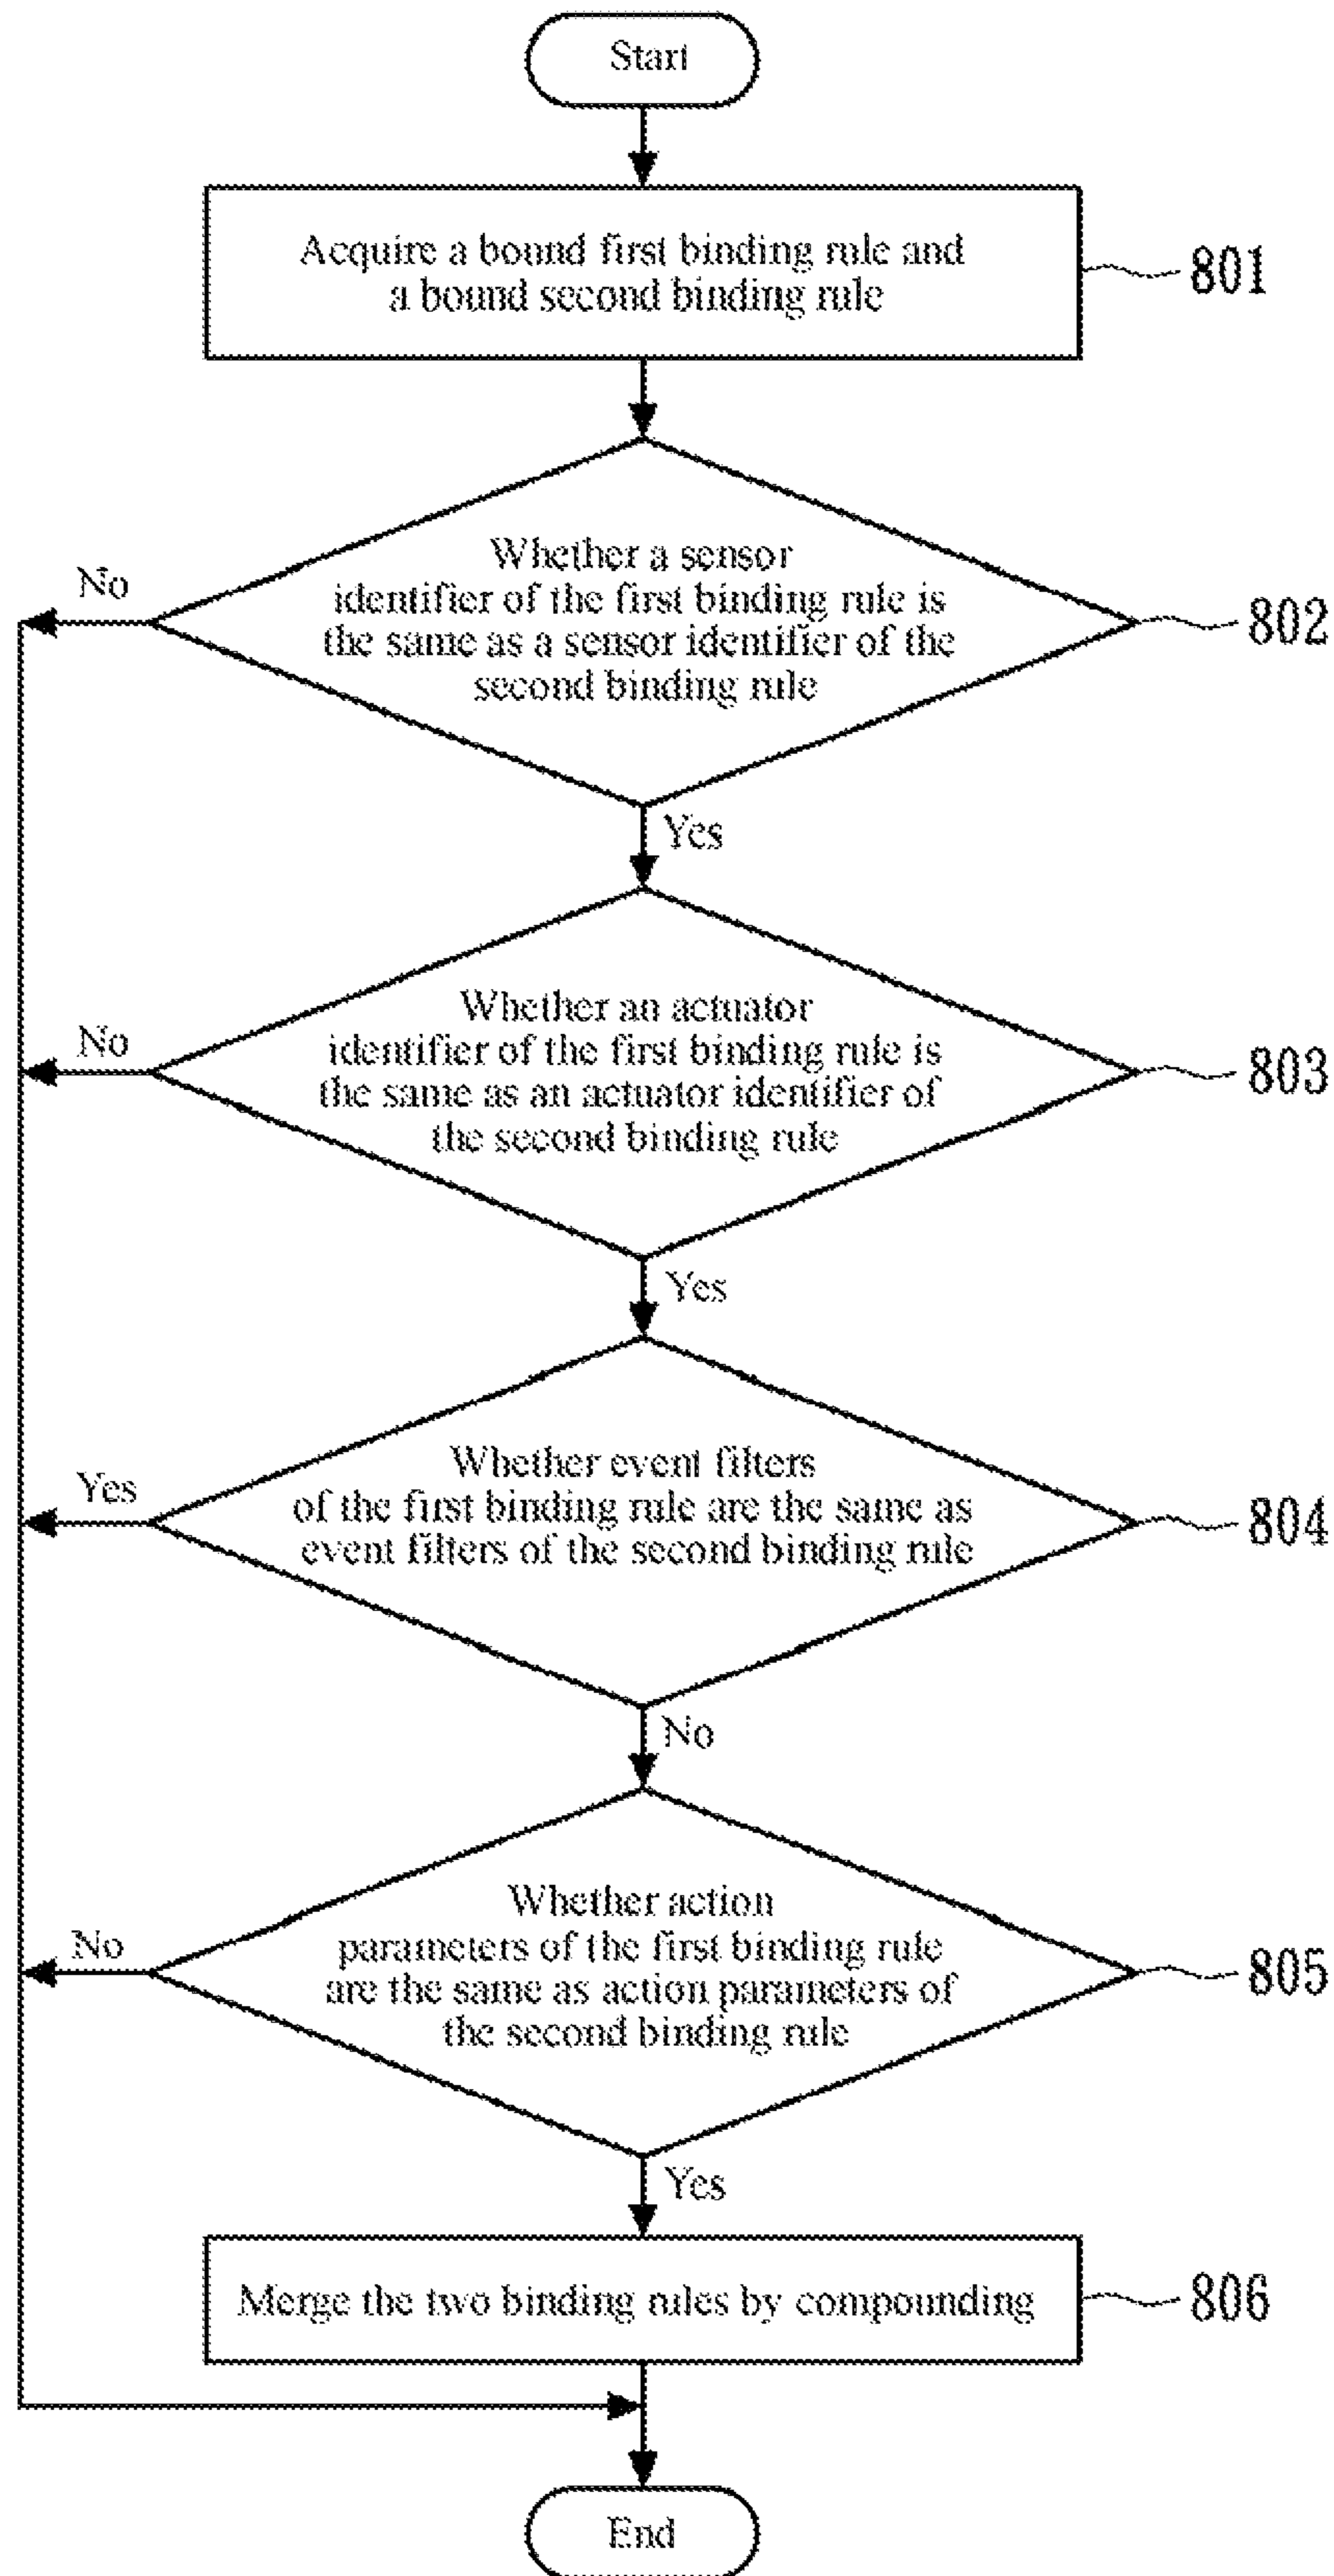 Start
Acquire a bound first binding rule and
a bound second binding rule
801
Whether a sensor
identifier of the first binding rule is
the same as a sensor identifier of the
second binding rule
No
802
Yes
Whether an actuator
identifier of the first binding rule is
the same as an actuator identifier of
the second binding rule
No
803
Yes
Whether event filters
of the first binding rule are the same as
event filters of the second binding rule
Yes
804
No
Whether action
parameters of the first binding rule
are the same as action parameters of
the second binding rule
No
805
Yes
Merge the two binding rules by compounding
806
End